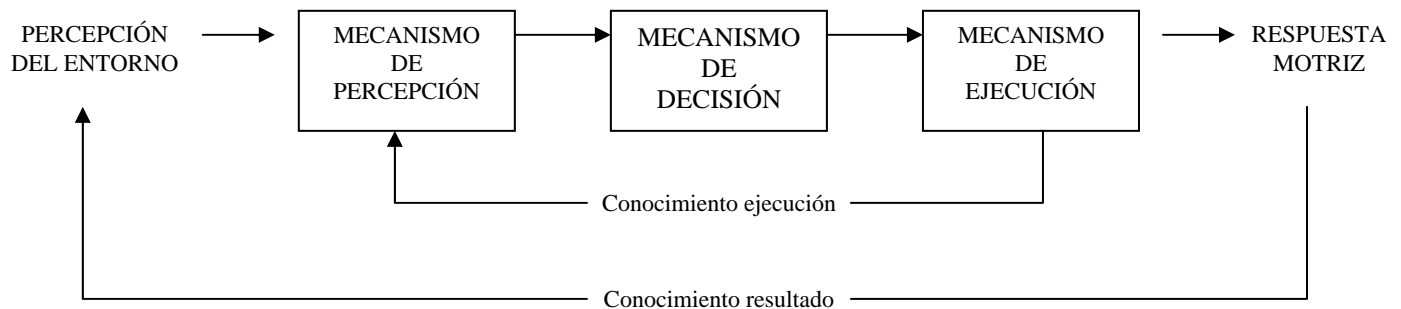 PERCEPCIÓN
DEL ENTORNO
MECANISMO
DE
PERCEPCIÓN
MECANISMO
DE
DECISIÓN
MECANISMO
DE
EJECUCIÓN
RESPUESTA
MOTRIZ
Conocimiento ejecución
Conocimiento resultado